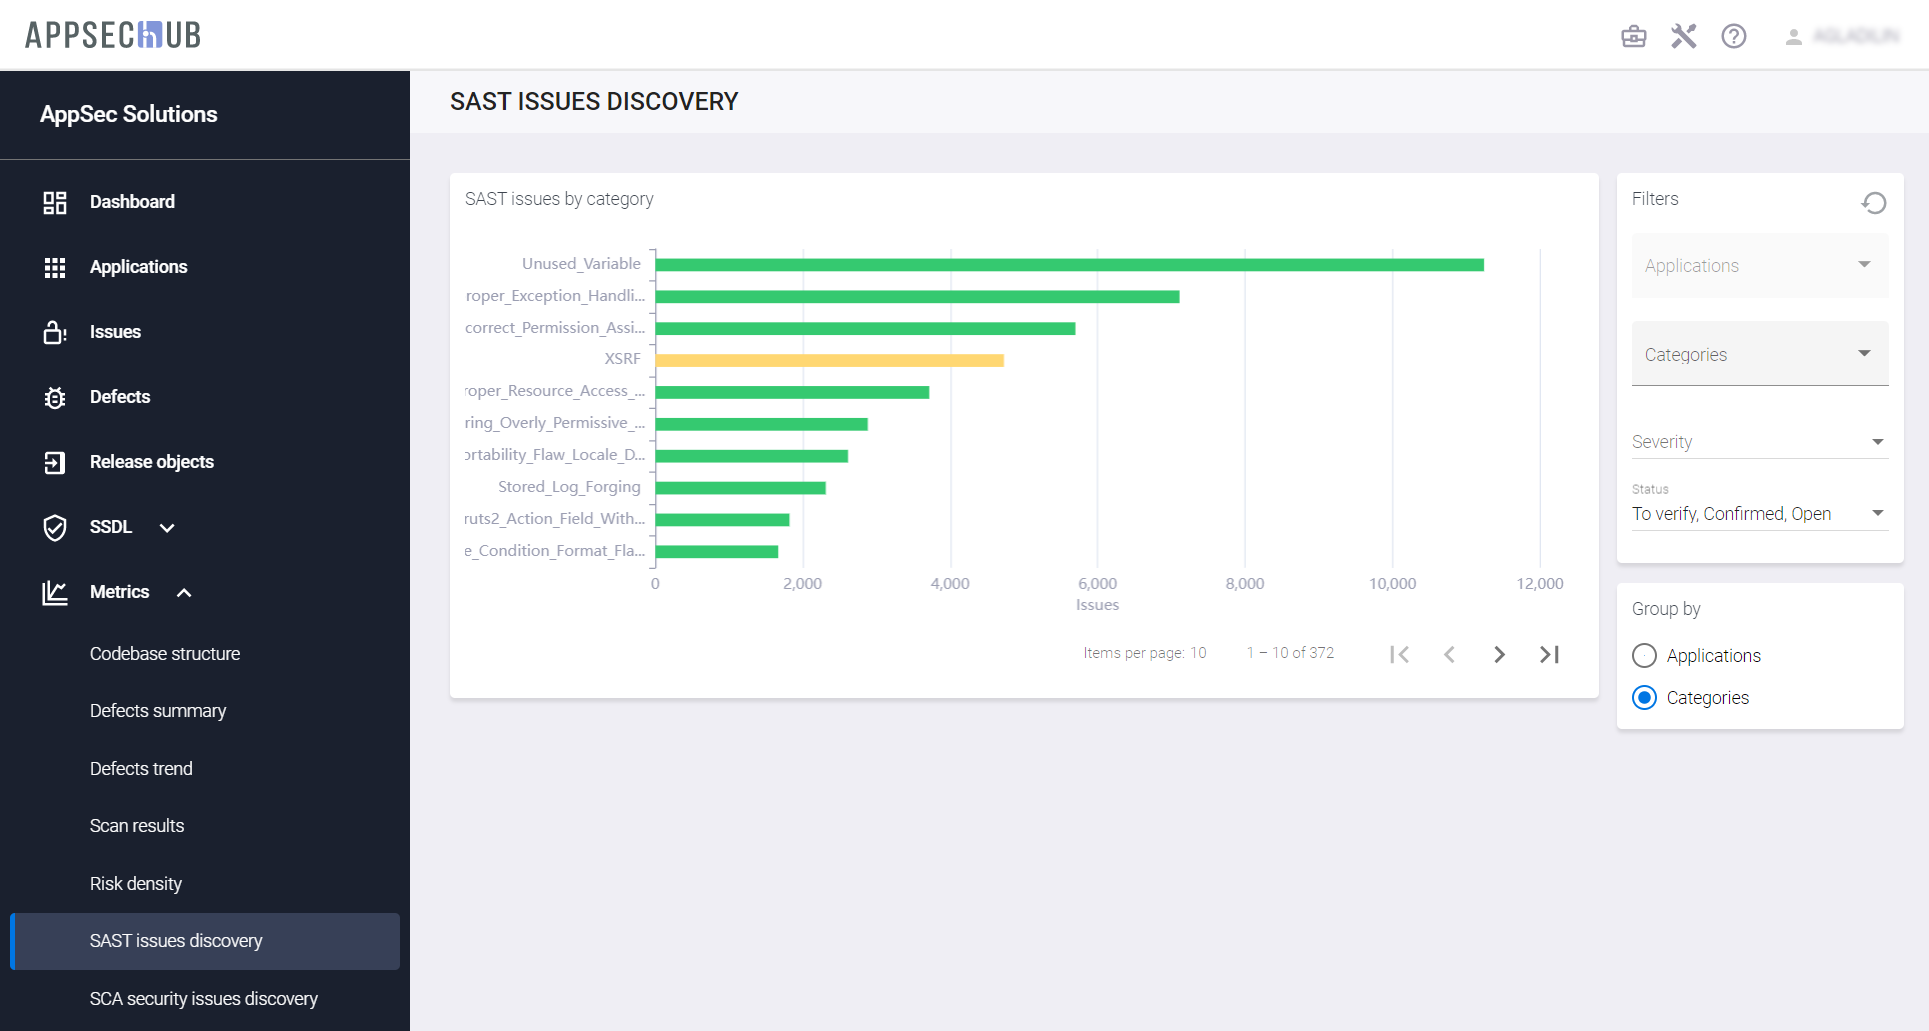 APPSECHUB
AppSec Solutions
Dashboard
Applications
Issues
Defects
Release objects
SSDL
Metrics
Codebase structure
Defects summary
Defects trend
Scan results
Risk density
SAST issues discovery
SCA security issues discovery
SAST ISSUES DISCOVERY
SAST issues by category
Unused_Variable
roper_Exception_Handli...
correct_Permission_Assi...
XSRF
roper_Resource_Access_...
ring_Overly_Permissive_...
ortability_Flaw_Locale_D...
Stored_Log_Forging
ruts2_Action_Field_With...
e_Condition_Format_Fla...
0 2,000 4,000 6,000 8,000 10,000 12,000
Issues
Items per page: 10 1 – 10 of 372
Filters
Applications
Categories
Severity
Status
To verify, Confirmed, Open
Group by
Applications
Categories